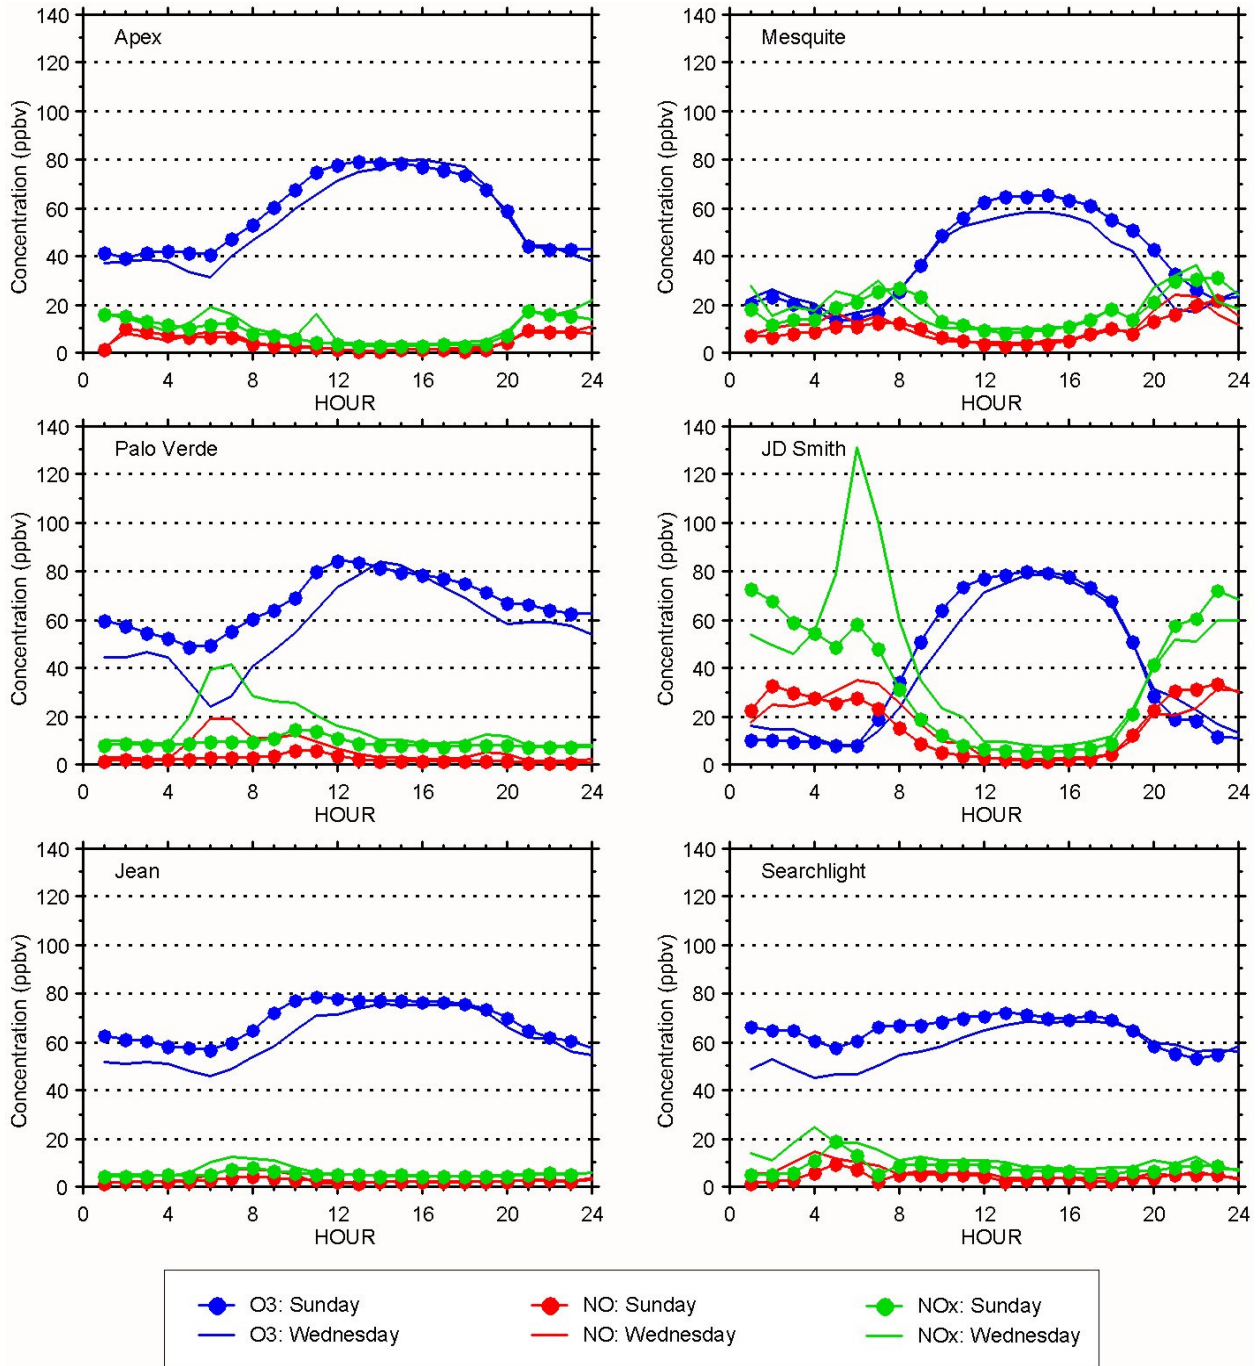 140
120
100
80
60
40
20
0
Concentration (ppbv)
Apex
0 4 8 12 16 20 24
HOUR
140
120
100
80
60
40
20
0
Concentration (ppbv)
Mesquite
0 4 8 12 16 20 24
HOUR
140
120
100
80
60
40
20
0
Concentration (ppbv)
Palo Verde
0 4 8 12 16 20 24
HOUR
140
120
100
80
60
40
20
0
Concentration (ppbv)
JD Smith
0 4 8 12 16 20 24
HOUR
140
120
100
80
60
40
20
0
Concentration (ppbv)
Jean
0 4 8 12 16 20 24
HOUR
140
120
100
80
60
40
20
0
Concentration (ppbv)
Searchlight
0 4 8 12 16 20 24
HOUR
O3: Sunday NO: Sunday NOx: Sunday
O3: Wednesday NO: Wednesday NOx: Wednesday